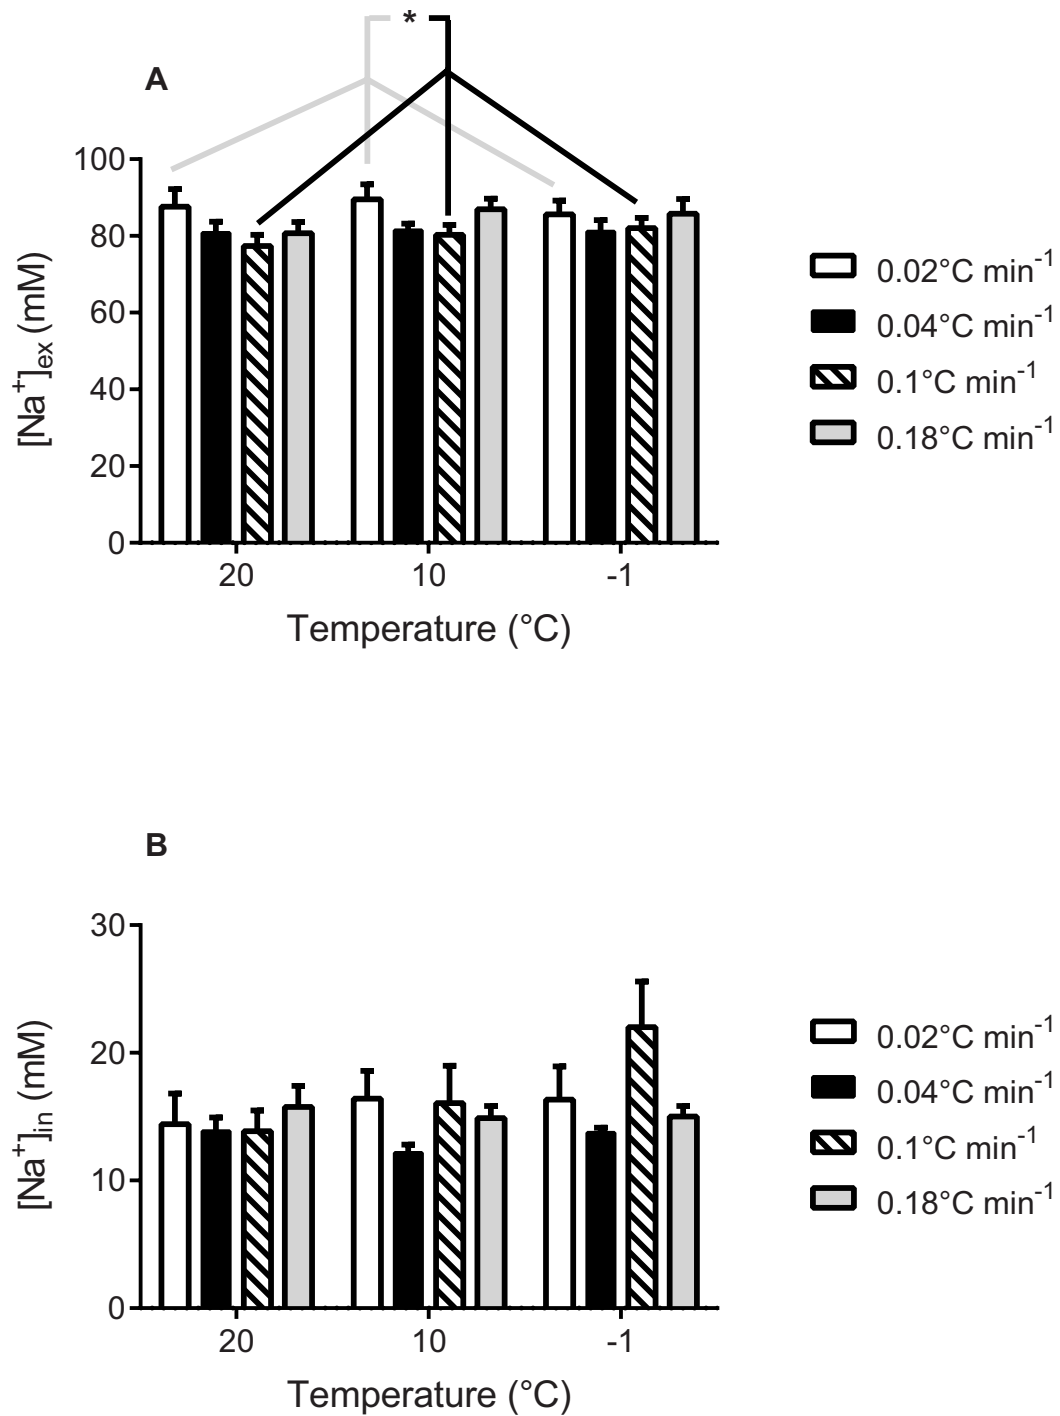 *
A
100
80
60
40
20
0
[Na⁺]ex (mM)
20 10 -1
Temperature (°C)
0.02°C min⁻¹
0.04°C min⁻¹
0.1°C min⁻¹
0.18°C min⁻¹
B
30
20
10
0
[Na⁺]in (mM)
20 10 -1
Temperature (°C)
0.02°C min⁻¹
0.04°C min⁻¹
0.1°C min⁻¹
0.18°C min⁻¹